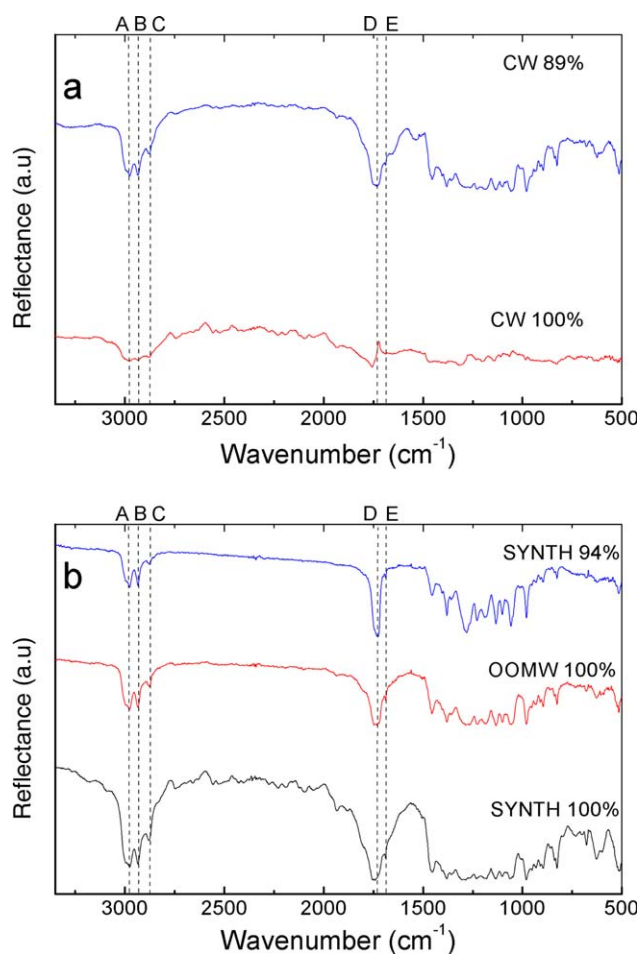 A B C D E
a
CW 89%
CW 100%
Reflectance (a.u)
3000 2500 2000 1500 1000 500
Wavenumber (cm⁻¹)
A B C D E
b
SYNTH 94%
OOMW 100%
SYNTH 100%
Reflectance (a.u)
3000 2500 2000 1500 1000 500
Wavenumber (cm⁻¹)